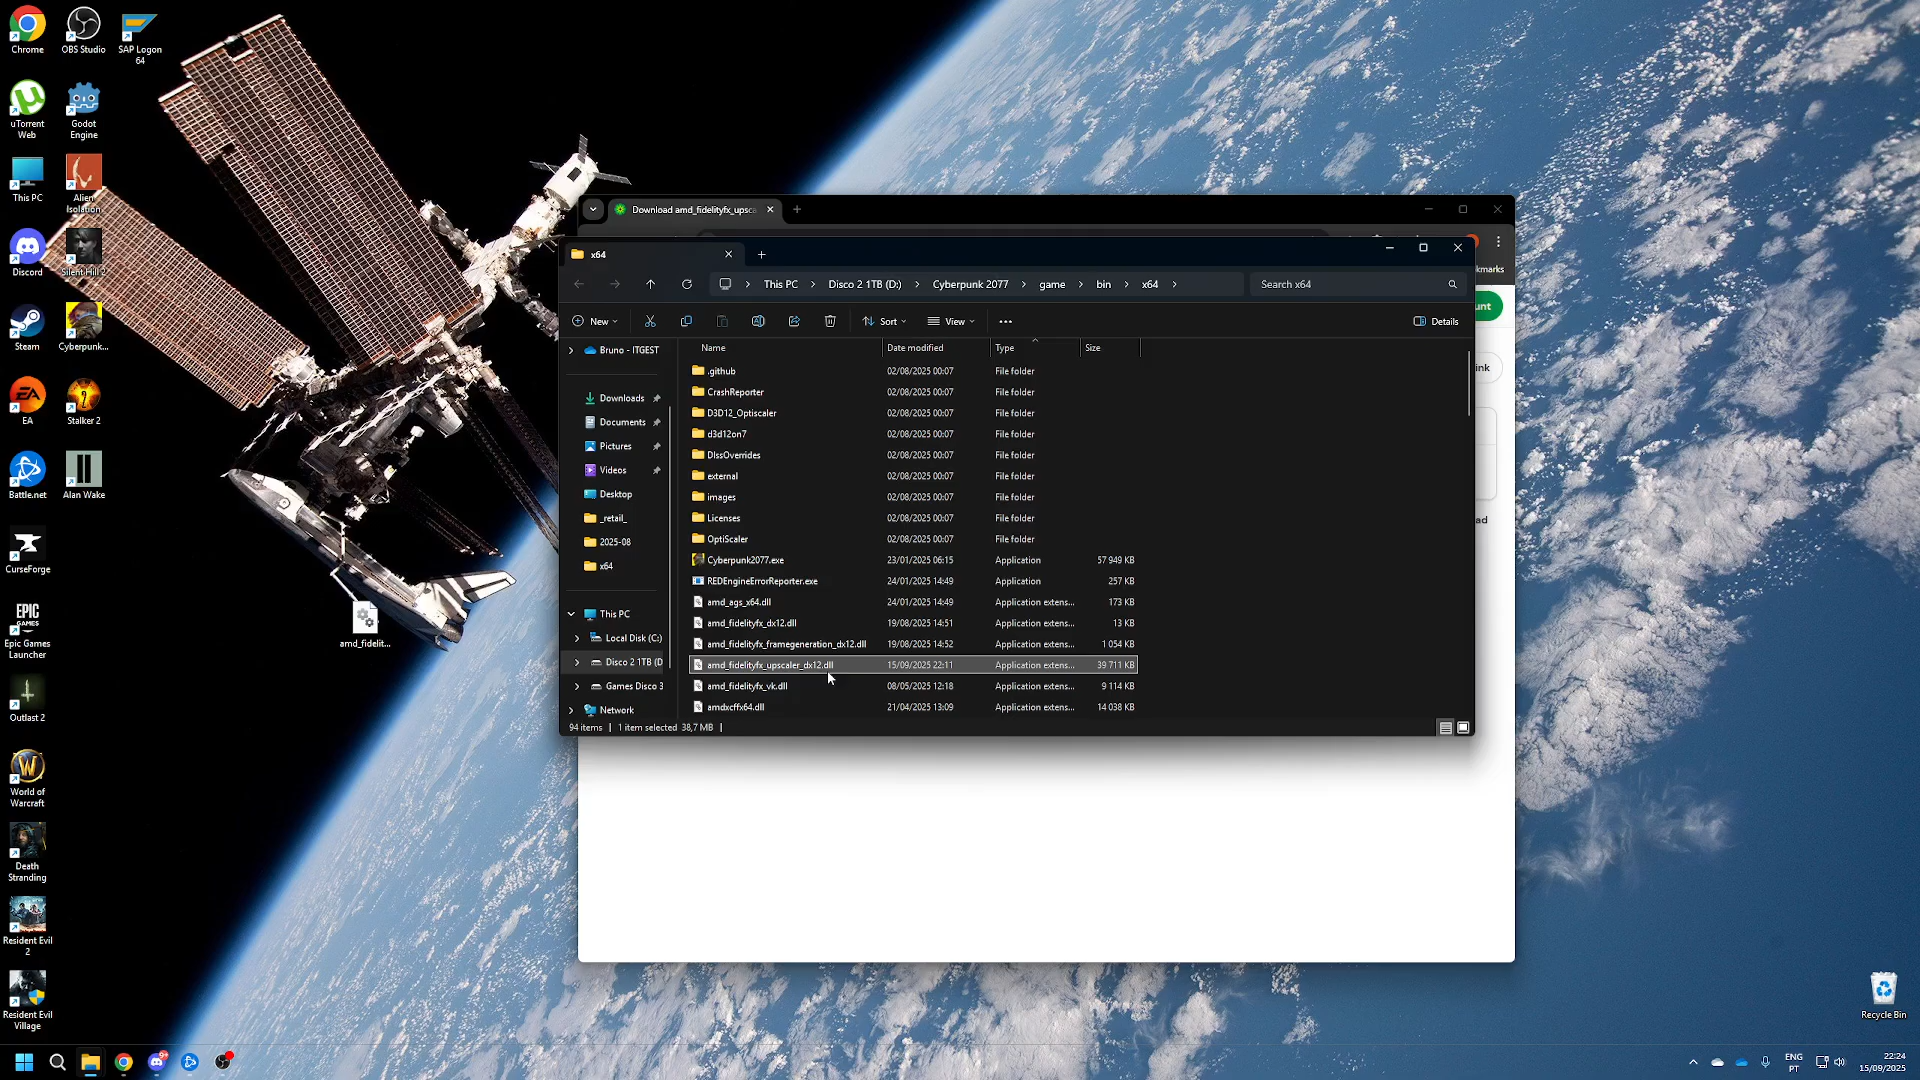 Chrome
OBS Studio
SAP Logon
64
uTorrent
Web
Godot
Engine
This PC
Alien
Isolation
Discord
Silent Hill 2
Steam
Cyberpunk...
EA
Stalker 2
Battle.net
Alan Wake
CurseForge
EPIC
GAMES
Epic Games
Launcher
Outlast 2
World of
Warcraft
Death
Stranding
Resident Evil
2
Resident Evil
Village
amd_fidelit...
Download amd_fidelityfx_upsca
kmarks
unt
ink
ad
x64
This PC > Disco 2 1TB (D:) > Cyberpunk 2077 > game > bin > x64 >
Search x64
New
Sort
View
Details
Bruno - ITGEST
Downloads
Documents
Pictures
Videos
Desktop
_retail_
2025-08
x64
This PC
Local Disk (C:)
Disco 2 1TB (D
Games Disco 3
Network
Name Date modified Type Size
.github 02/08/2025 00:07 File folder
CrashReporter 02/08/2025 00:07 File folder
D3D12_Optiscaler 02/08/2025 00:07 File folder
d3d12on7 02/08/2025 00:07 File folder
DlssOverrides 02/08/2025 00:07 File folder
external 02/08/2025 00:07 File folder
images 02/08/2025 00:07 File folder
Licenses 02/08/2025 00:07 File folder
OptiScaler 02/08/2025 00:07 File folder
Cyberpunk2077.exe 23/01/2025 06:15 Application 57 949 KB
REDEngineErrorReporter.exe 24/01/2025 14:49 Application 257 KB
amd_ags_x64.dll 24/01/2025 14:49 Application extens... 173 KB
amd_fidelityfx_dx12.dll 19/08/2025 14:51 Application extens... 13 KB
amd_fidelityfx_framegeneration_dx12.dll 19/08/2025 14:52 Application extens... 1 054 KB
amd_fidelityfx_upscaler_dx12.dll 15/09/2025 22:11 Application extens... 39 711 KB
amd_fidelityfx_vk.dll 08/05/2025 12:18 Application extens... 9 114 KB
amdxcffx64.dll 21/04/2025 13:09 Application extens... 14 038 KB
94 items | 1 item selected 38,7 MB |
Recycle Bin
ENG
PT
22:24
15/09/2025